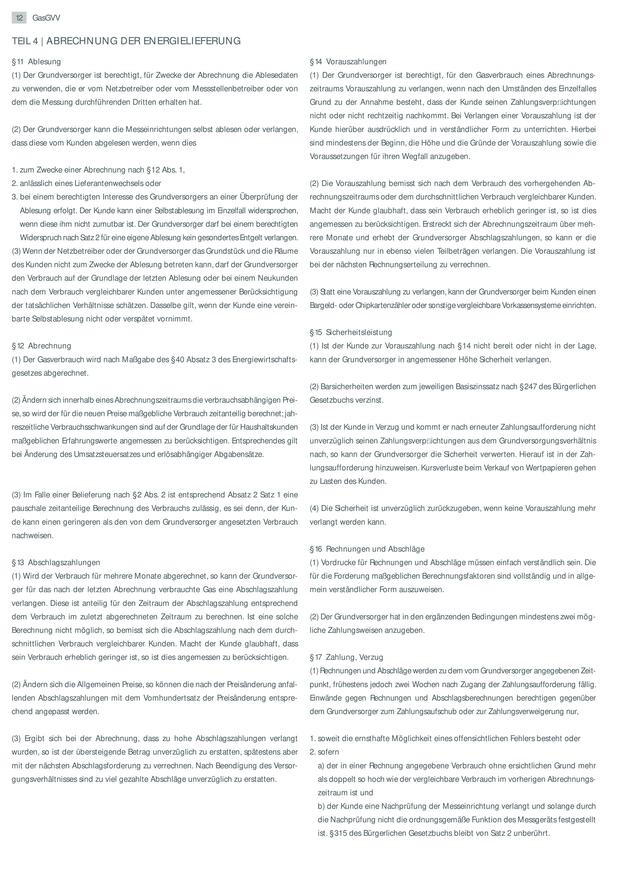 12 GasGVV
TEIL 4 | ABRECHNUNG DER ENERGIELIEFERUNG
§ 11 Ablesung
(1) Der Grundversorger ist berechtigt, für Zwecke der Abrechnung die Ablesedaten
zu verwenden, die er vom Netzbetreiber oder vom Messstellenbetreiber oder von
dem die Messung durchführenden Dritten erhalten hat.
(2) Der Grundversorger kann die Messeinrichtungen selbst ablesen oder verlangen,
dass diese vom Kunden abgelesen werden, wenn dies
1. zum Zwecke einer Abrechnung nach § 12 Abs. 1,
2. anlässlich eines Lieferantenwechsels oder
3. bei einem berechtigten Interesse des Grundversorgers an einer Überprüfung der
Ablesung erfolgt. Der Kunde kann einer Selbstablesung im Einzelfall widersprechen,
wenn diese ihm nicht zumutbar ist. Der Grundversorger darf bei einem berechtigten
Widerspruch nach Satz 2 für eine eigene Ablesung kein gesondertes Entgelt verlangen.
(3) Wenn der Netzbetreiber oder der Grundversorger das Grundstück und die Räume
des Kunden nicht zum Zwecke der Ablesung betreten kann, darf der Grundversorger
den Verbrauch auf der Grundlage der letzten Ablesung oder bei einem Neukunden
nach dem Verbrauch vergleichbarer Kunden unter angemessener Berücksichtigung
der tatsächlichen Verhältnisse schätzen. Dasselbe gilt, wenn der Kunde eine verein-
barte Selbstablesung nicht oder verspätet vornimmt.
§ 12 Abrechnung
(1) Der Gasverbrauch wird nach Maßgabe des § 40 Absatz 3 des Energiewirtschafts-
gesetzes abgerechnet.
(2) Ändern sich innerhalb eines Abrechnungszeitraums die verbrauchsabhängigen Prei-
se, so wird der für die neuen Preise maßgebliche Verbrauch zeitanteilig berechnet; jah-
reszeitliche Verbrauchsschwankungen sind auf der Grundlage der für Haushaltskunden
maßgeblichen Erfahrungswerte angemessen zu berücksichtigen. Entsprechendes gilt
bei Änderung des Umsatzsteuersatzes und erlösabhängiger Abgabensätze.
(3) Im Falle einer Belieferung nach § 2 Abs. 2 ist entsprechend Absatz 2 Satz 1 eine
pauschale zeitanteilige Berechnung des Verbrauchs zulässig, es sei denn, der Kun-
de kann einen geringeren als den von dem Grundversorger angesetzten Verbrauch
nachweisen.
§ 13 Abschlagszahlungen
(1) Wird der Verbrauch für mehrere Monate abgerechnet, so kann der Grundversor-
ger für das nach der letzten Abrechnung verbrauchte Gas eine Abschlagszahlung
verlangen. Diese ist anteilig für den Zeitraum der Abschlagszahlung entsprechend
dem Verbrauch im zuletzt abgerechneten Zeitraum zu berechnen. Ist eine solche
Berechnung nicht möglich, so bemisst sich die Abschlagszahlung nach dem durch-
schnittlichen Verbrauch vergleichbarer Kunden. Macht der Kunde glaubhaft, dass
sein Verbrauch erheblich geringer ist, so ist dies angemessen zu berücksichtigen.
(2) Ändern sich die Allgemeinen Preise, so können die nach der Preisänderung anfal-
lenden Abschlagszahlungen mit dem Vomhundertsatz der Preisänderung entspre-
chend angepasst werden.
(3) Ergibt sich bei der Abrechnung, dass zu hohe Abschlagszahlungen verlangt
wurden, so ist der übersteigende Betrag unverzüglich zu erstatten, spätestens aber
mit der nächsten Abschlagsforderung zu verrechnen. Nach Beendigung des Versor-
gungsverhältnisses sind zu viel gezahlte Abschläge unverzüglich zu erstatten.
§ 14 Vorauszahlungen
(1) Der Grundversorger ist berechtigt, für den Gasverbrauch eines Abrechnungs-
zeitraums Vorauszahlung zu verlangen, wenn nach den Umständen des Einzelfalles
Grund zu der Annahme besteht, dass der Kunde seinen Zahlungsverp□ichtungen
nicht oder nicht rechtzeitig nachkommt. Bei Verlangen einer Vorauszahlung ist der
Kunde hierüber ausdrücklich und in verständlicher Form zu unterrichten. Hierbei
sind mindestens der Beginn, die Höhe und die Gründe der Vorauszahlung sowie die
Voraussetzungen für ihren Wegfall anzugeben.
(2) Die Vorauszahlung bemisst sich nach dem Verbrauch des vorhergehenden Ab-
rechnungszeitraums oder dem durchschnittlichen Verbrauch vergleichbarer Kunden.
Macht der Kunde glaubhaft, dass sein Verbrauch erheblich geringer ist, so ist dies
angemessen zu berücksichtigen. Erstreckt sich der Abrechnungszeitraum über meh-
rere Monate und erhebt der Grundversorger Abschlagszahlungen, so kann er die
Vorauszahlung nur in ebenso vielen Teilbeträgen verlangen. Die Vorauszahlung ist
bei der nächsten Rechnungserteilung zu verrechnen.
(3) Statt eine Vorauszahlung zu verlangen, kann der Grundversorger beim Kunden einen
Bargeld- oder Chipkartenzähler oder sonstige vergleichbare Vorkassensysteme einrichten.
§ 15 Sicherheitsleistung
(1) Ist der Kunde zur Vorauszahlung nach § 14 nicht bereit oder nicht in der Lage,
kann der Grundversorger in angemessener Höhe Sicherheit verlangen.
(2) Barsicherheiten werden zum jeweiligen Basiszinssatz nach § 247 des Bürgerlichen
Gesetzbuchs verzinst.
(3) Ist der Kunde in Verzug und kommt er nach erneuter Zahlungsaufforderung nicht
unverzüglich seinen Zahlungsverp□ichtungen aus dem Grundversorgungsverhältnis
nach, so kann der Grundversorger die Sicherheit verwerten. Hierauf ist in der Zah-
lungsaufforderung hinzuweisen. Kursverluste beim Verkauf von Wertpapieren gehen
zu Lasten des Kunden.
(4) Die Sicherheit ist unverzüglich zurückzugeben, wenn keine Vorauszahlung mehr
verlangt werden kann.
§ 16 Rechnungen und Abschläge
(1) Vordrucke für Rechnungen und Abschläge müssen einfach verständlich sein. Die
für die Forderung maßgeblichen Berechnungsfaktoren sind vollständig und in allge-
mein verständlicher Form auszuweisen.
(2) Der Grundversorger hat in den ergänzenden Bedingungen mindestens zwei mög-
liche Zahlungsweisen anzugeben.
§ 17 Zahlung, Verzug
(1) Rechnungen und Abschläge werden zu dem vom Grundversorger angegebenen Zeit-
punkt, frühestens jedoch zwei Wochen nach Zugang der Zahlungsaufforderung fällig.
Einwände gegen Rechnungen und Abschlagsberechnungen berechtigen gegenüber
dem Grundversorger zum Zahlungsaufschub oder zur Zahlungsverweigerung nur,
1. soweit die ernsthafte Möglichkeit eines offensichtlichen Fehlers besteht oder
2. sofern
a) der in einer Rechnung angegebene Verbrauch ohne ersichtlichen Grund mehr
als doppelt so hoch wie der vergleichbare Verbrauch im vorherigen Abrechnungs-
zeitraum ist und
b) der Kunde eine Nachprüfung der Messeinrichtung verlangt und solange durch
die Nachprüfung nicht die ordnungsgemäße Funktion des Messgeräts festgestellt
ist. § 315 des Bürgerlichen Gesetzbuchs bleibt von Satz 2 unberührt.